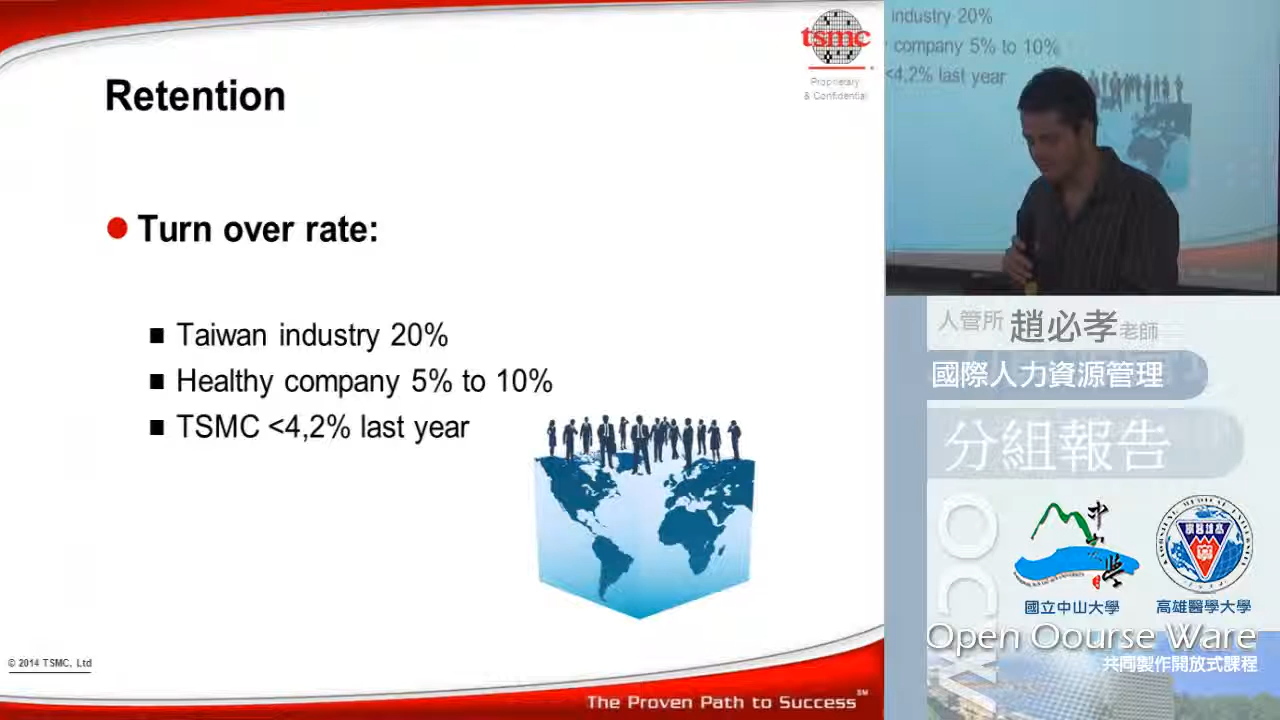 tsmc
Proprietary
& Confidential
Retention
Turn over rate:
Taiwan industry 20%
Healthy company 5% to 10%
TSMC <4,2% last year
© 2014 TSMC, Ltd
The Proven Path to Success℠
industry 20%
company 5% to 10%
<4,2% last year
人管所 趙必孝老師
國際人力資源管理
分組報告
OCW
國立中山大學
高雄醫學大學
Open Oourse Ware
共同製作開放式課程